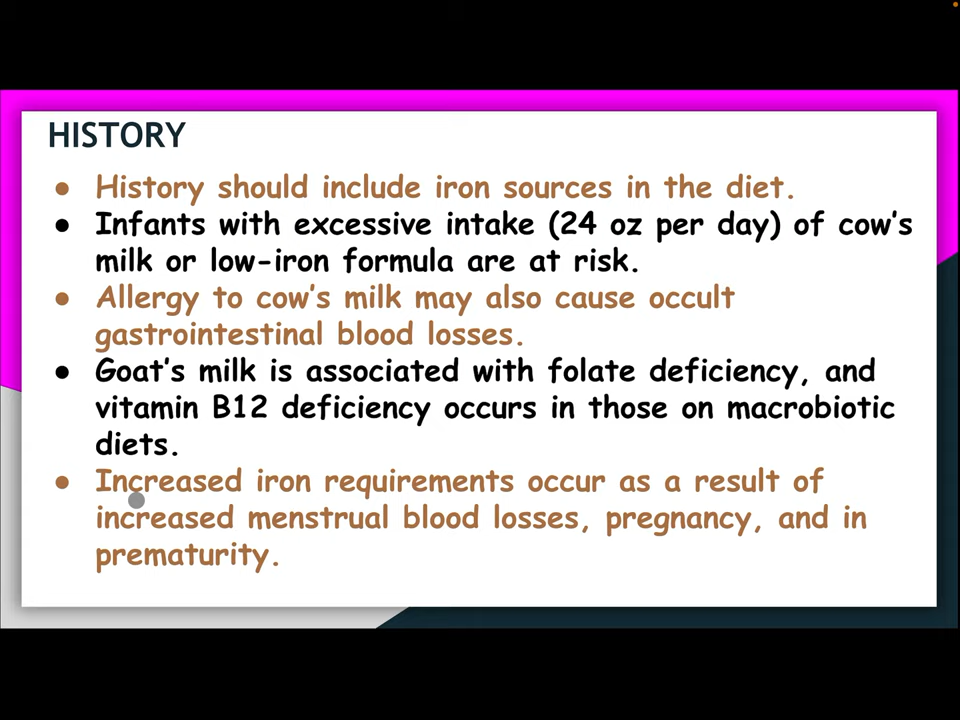 HISTORY
● History should include iron sources in the diet.
● Infants with excessive intake (24 oz per day) of cow's
milk or low-iron formula are at risk.
● Allergy to cow's milk may also cause occult
gastrointestinal blood losses.
● Goat's milk is associated with folate deficiency, and
vitamin B12 deficiency occurs in those on macrobiotic
diets.
● Increased iron requirements occur as a result of
increased menstrual blood losses, pregnancy, and in
prematurity.